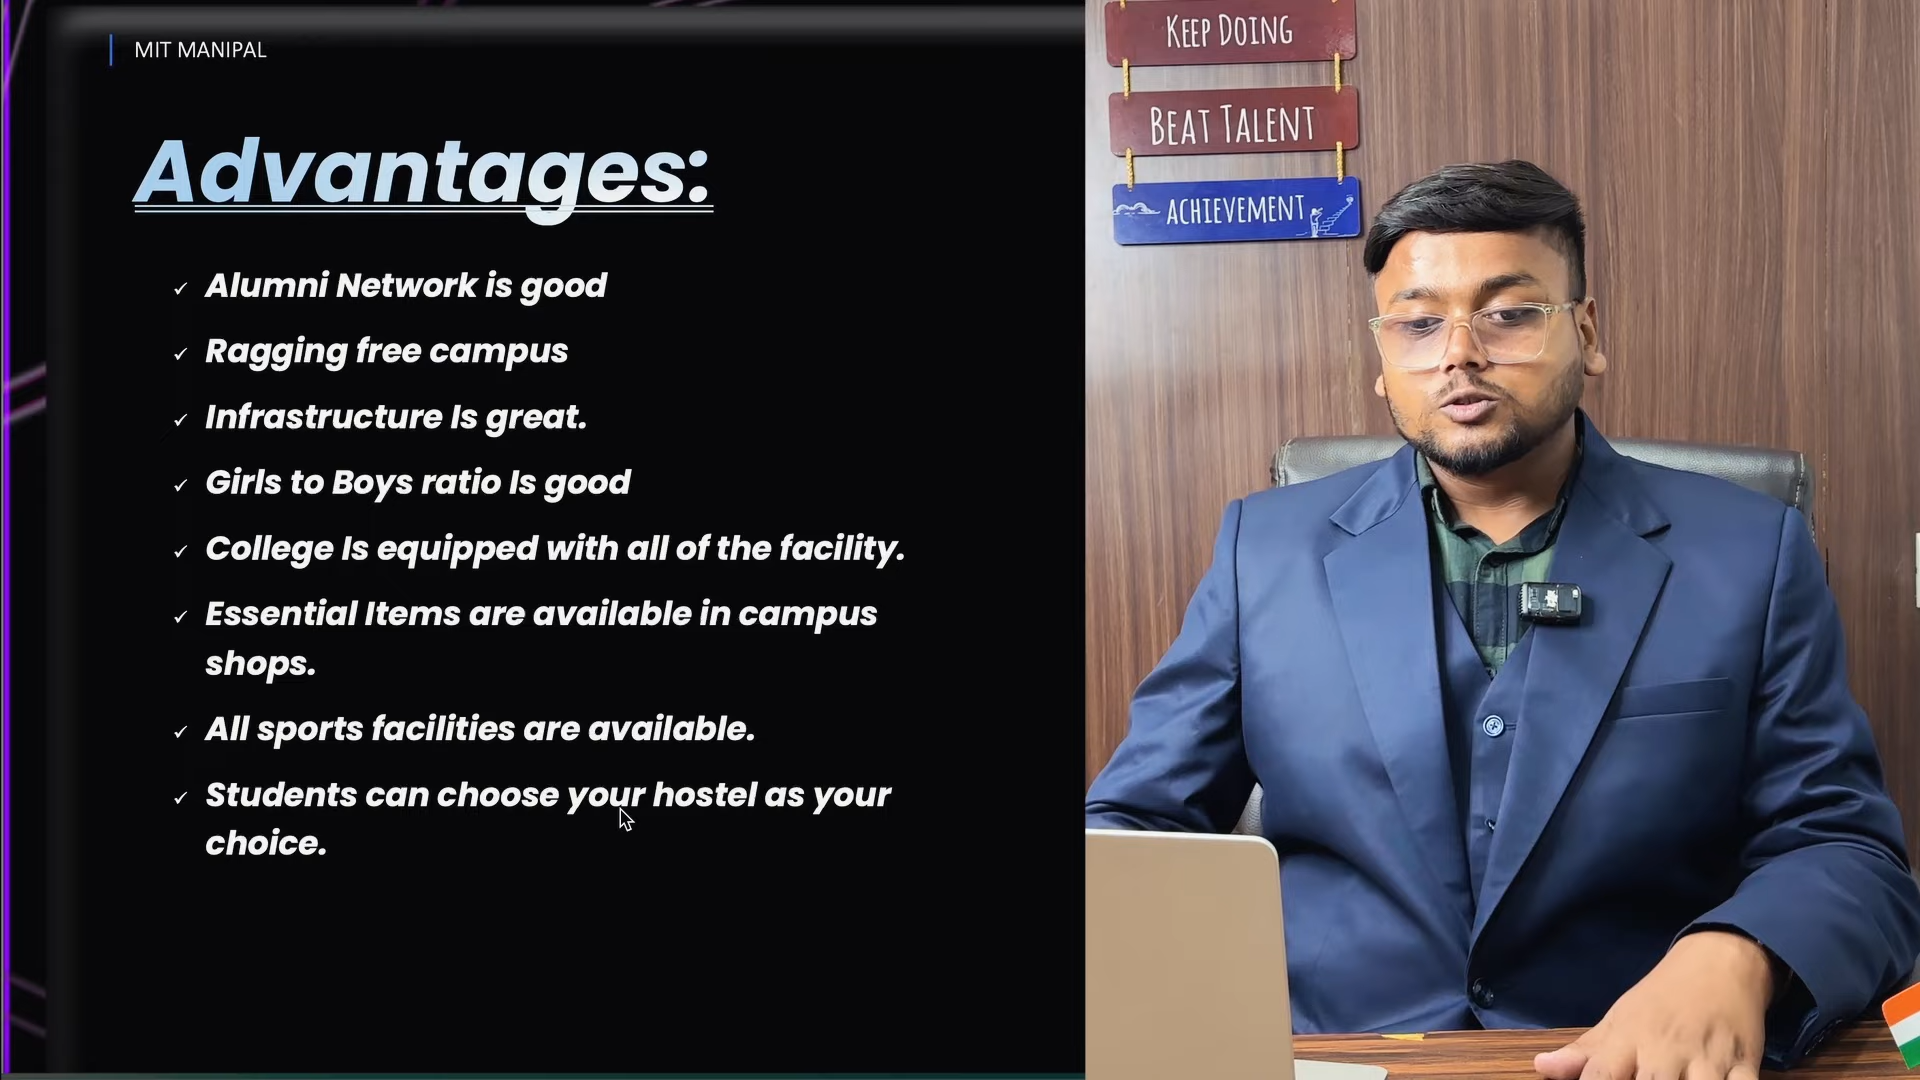 MIT MANIPAL
Advantages:
✓ Alumni Network is good
✓ Ragging free campus
✓ Infrastructure Is great.
✓ Girls to Boys ratio Is good
✓ College Is equipped with all of the facility.
✓ Essential Items are available in campus
shops.
✓ All sports facilities are available.
✓ Students can choose your hostel as your
choice.
KEEP DOING
BEAT TALENT
ACHIEVEMENT